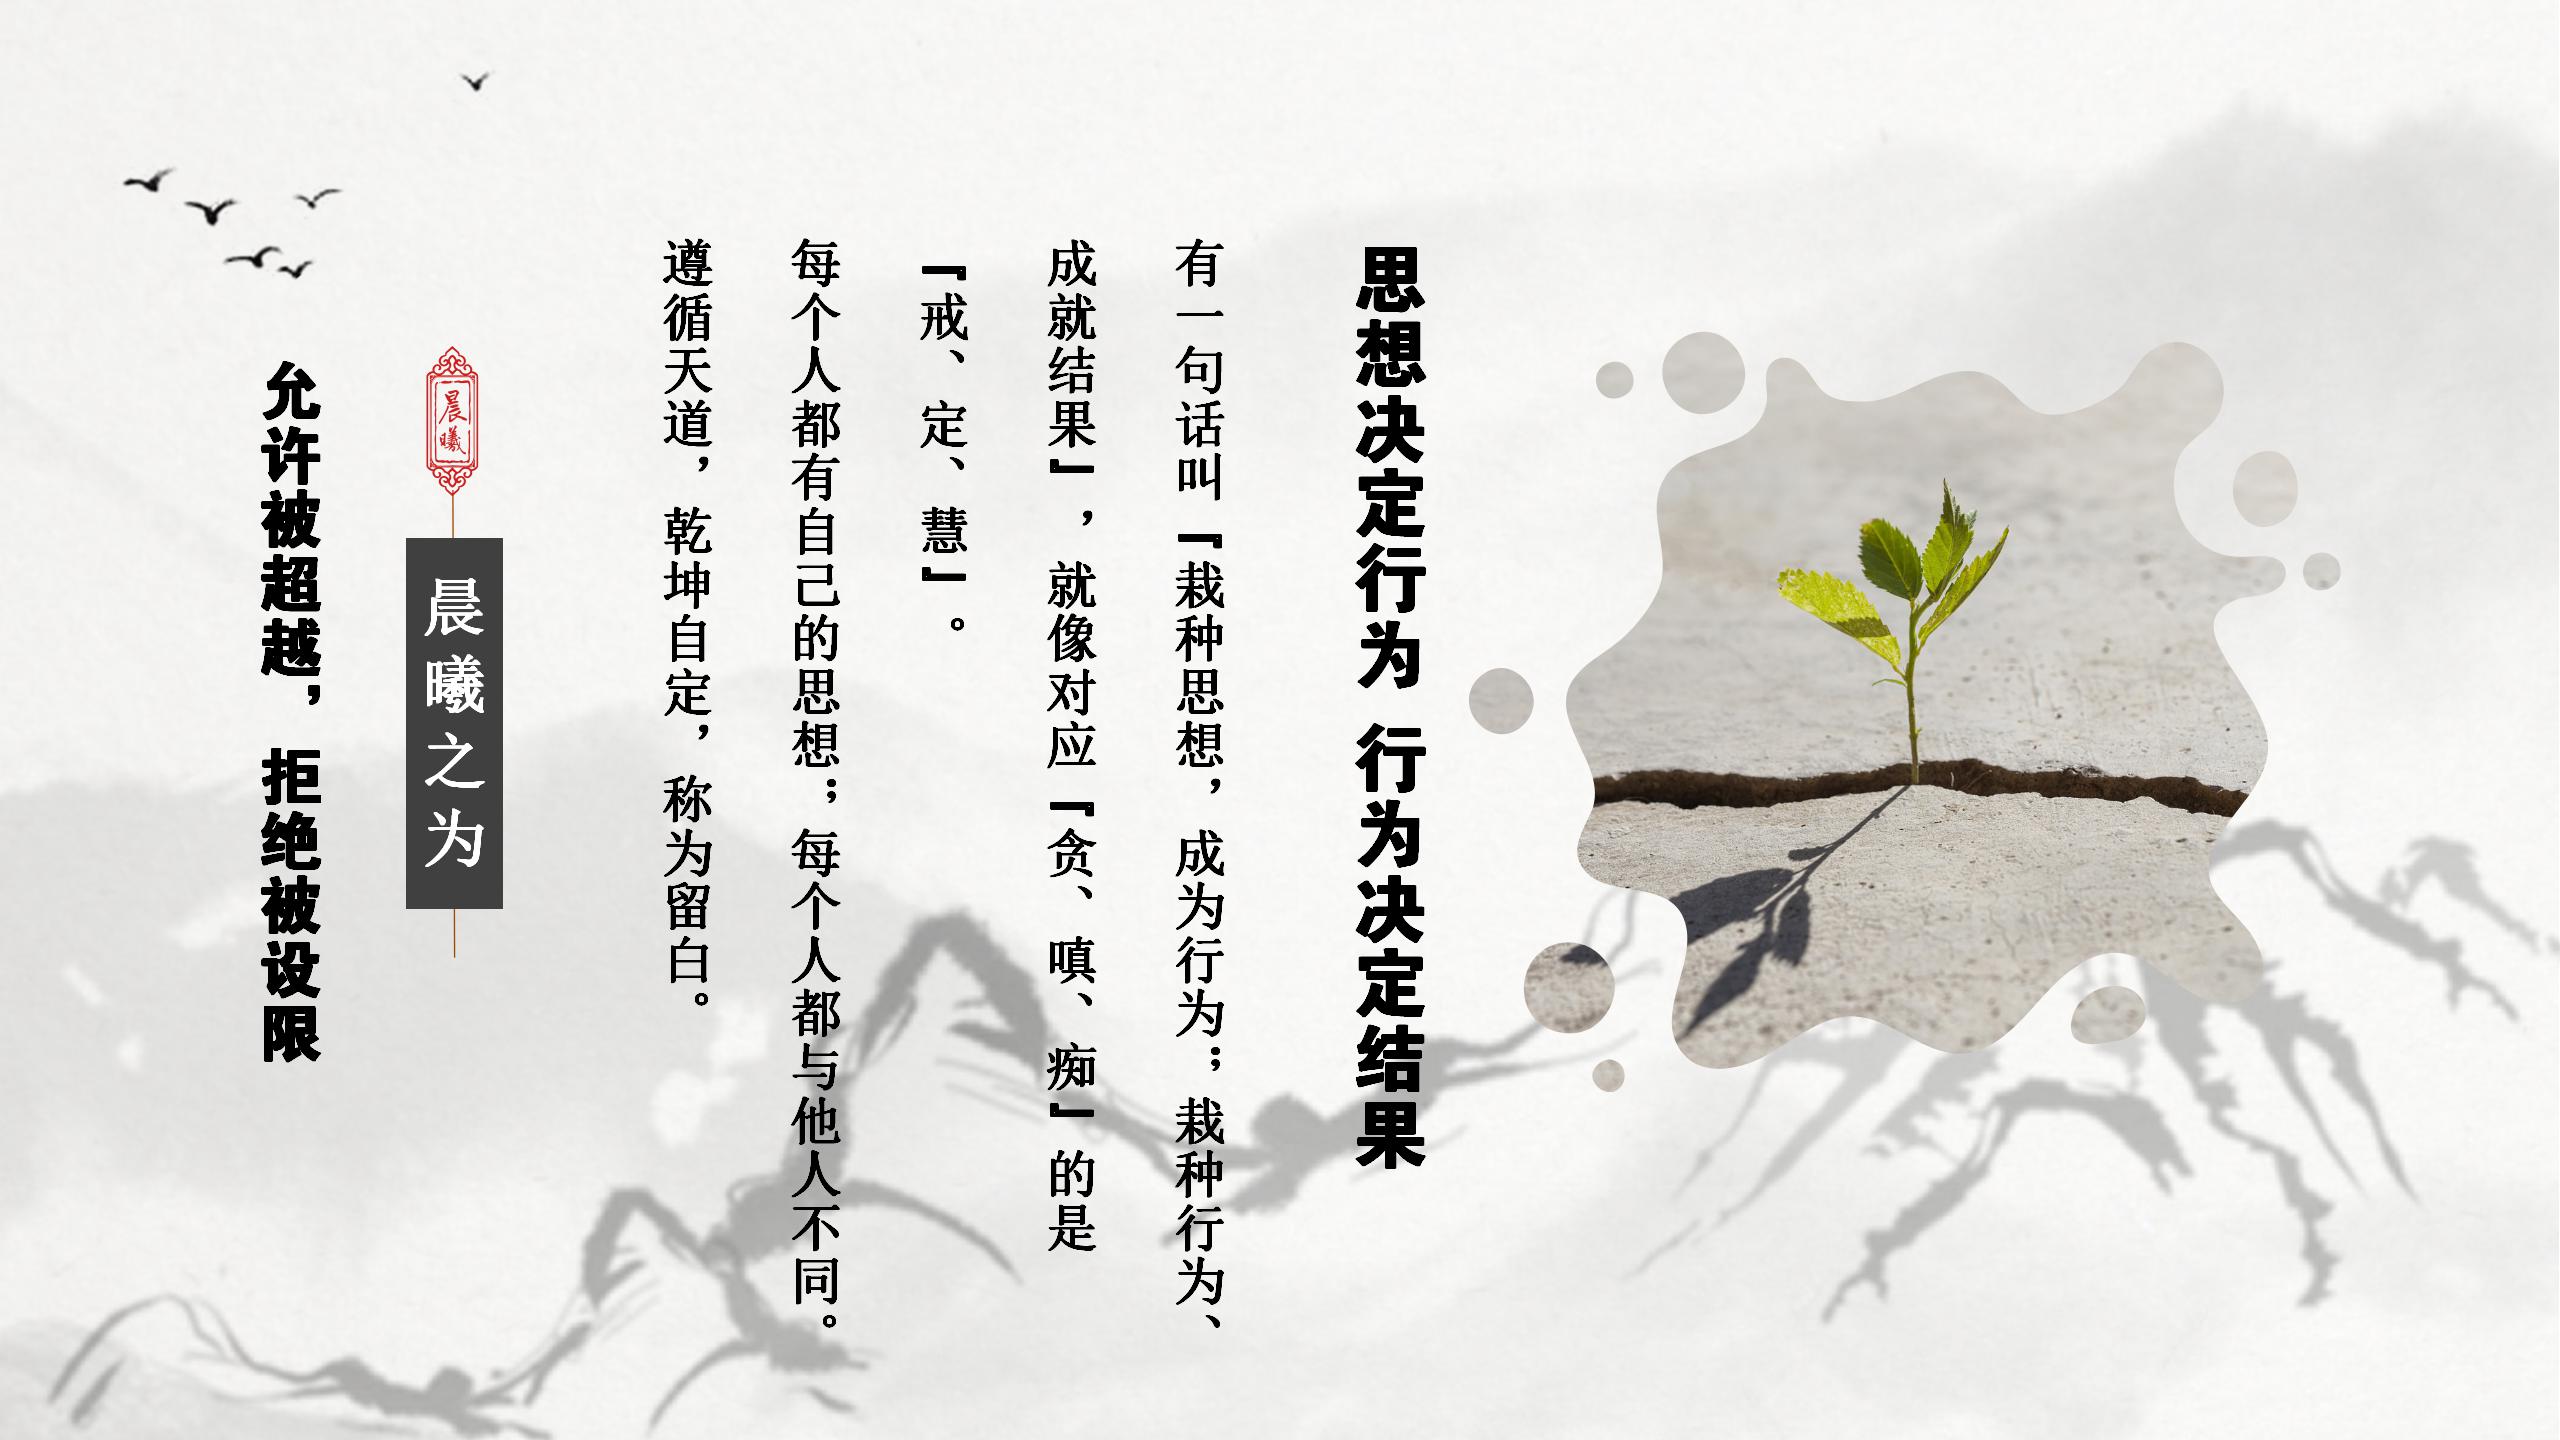 思想决定行为 行为决定结果
有一句话叫『栽种思想，成为行为；栽种行为、
成就结果』，就像对应『贪、嗔、痴』的是
『戒、定、慧』。
每个人都有自己的思想；每个人都与他人不同。
遵循天道，乾坤自定，称为留白。
晨曦
晨曦之为
允许被超越，拒绝被设限